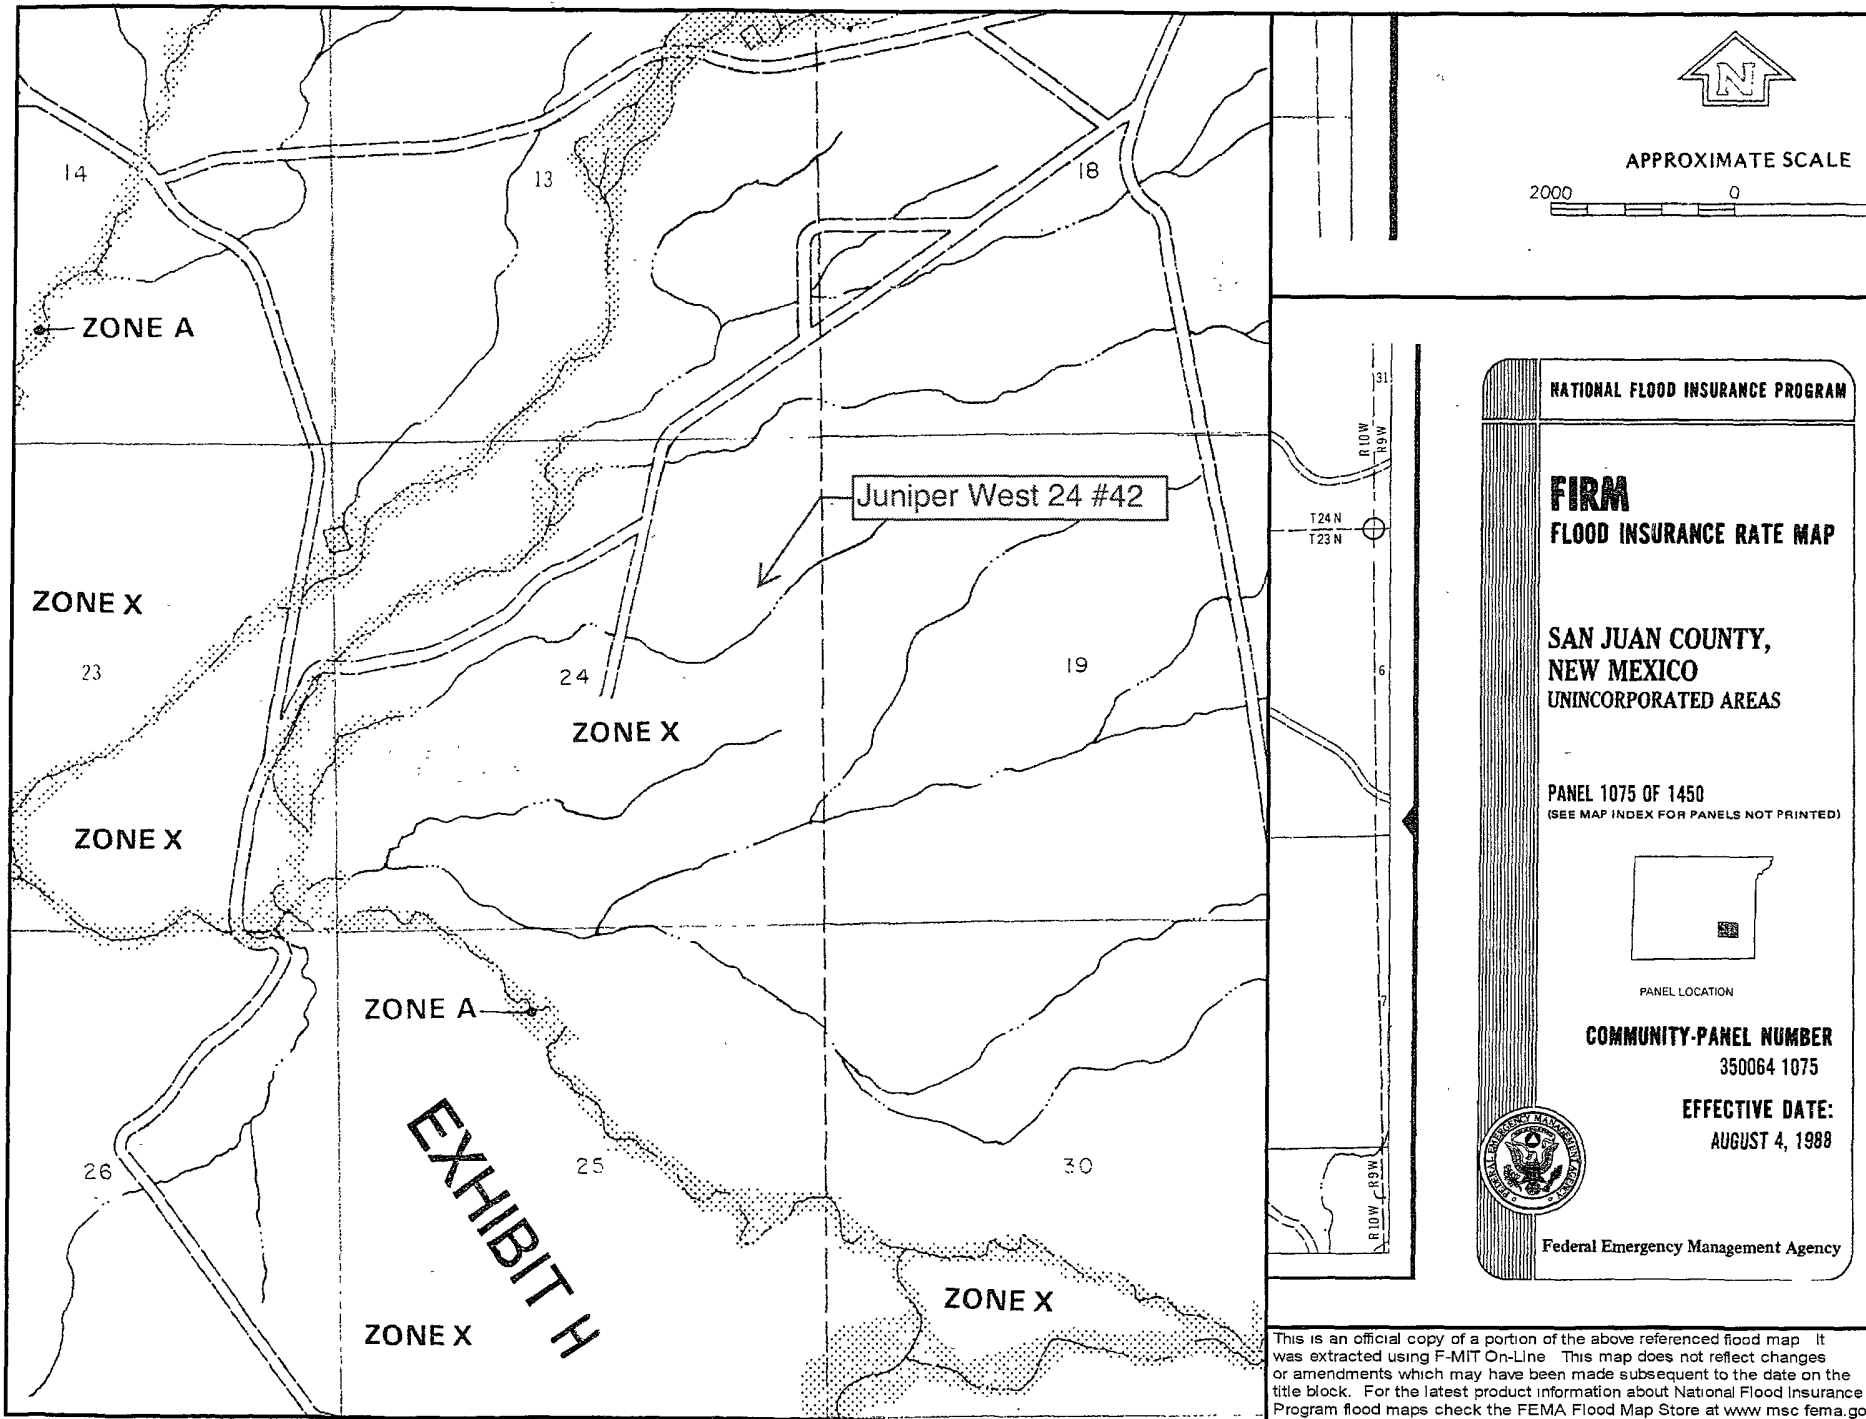 14
13
18
ZONE A
Juniper West 24 #42
ZONE X
23
24
19
ZONE X
ZONE X
ZONE A
EXHIBIT H
26
25
30
ZONE X
ZONE X
N
APPROXIMATE SCALE
2000 0
31
R10W
R9W
T24N
T23N
6
7
R10W R9W
NATIONAL FLOOD INSURANCE PROGRAM
FIRM
FLOOD INSURANCE RATE MAP
SAN JUAN COUNTY,
NEW MEXICO
UNINCORPORATED AREAS
PANEL 1075 OF 1450
(SEE MAP INDEX FOR PANELS NOT PRINTED)
PANEL LOCATION
COMMUNITY-PANEL NUMBER
350064 1075
EFFECTIVE DATE:
AUGUST 4, 1988
FEDERAL EMERGENCY MANAGEMENT AGENCY
Federal Emergency Management Agency
This is an official copy of a portion of the above referenced flood map It
was extracted using F-MIT On-Line This map does not reflect changes
or amendments which may have been made subsequent to the date on the
title block. For the latest product information about National Flood Insurance
Program flood maps check the FEMA Flood Map Store at www msc fema.go